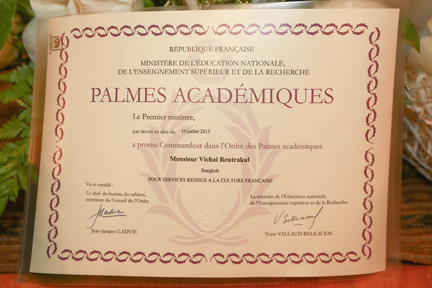 RÉPUBLIQUE FRANÇAISE
MINISTÈRE DE L'ÉDUCATION NATIONALE,
DE L'ENSEIGNEMENT SUPÉRIEUR ET DE LA RECHERCHE
PALMES ACADÉMIQUES
Le Premier ministre,
par décret en date du 10 juillet 2015
a promu Commandeur dans l'Ordre des Palmes académiques
Monsieur Vichai Reutrakul
Bangkok
POUR SERVICES RENDUS A LA CULTURE FRANÇAISE
Vu et certifié :
Le chef du bureau du cabinet,
secrétaire du Conseil de l'Ordre
Jean-Jacques LADVIE
La ministre de l'Éducation nationale,
de l'Enseignement supérieur et de la Recherche
Najat VALLAUD-BELKACEM